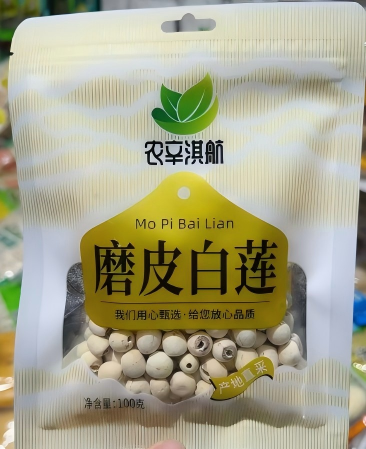 农辛淇航
Mo Pi Bai Lian
磨皮白莲
我们用心甄选·给您放心品质
产地直采
净含量:100克